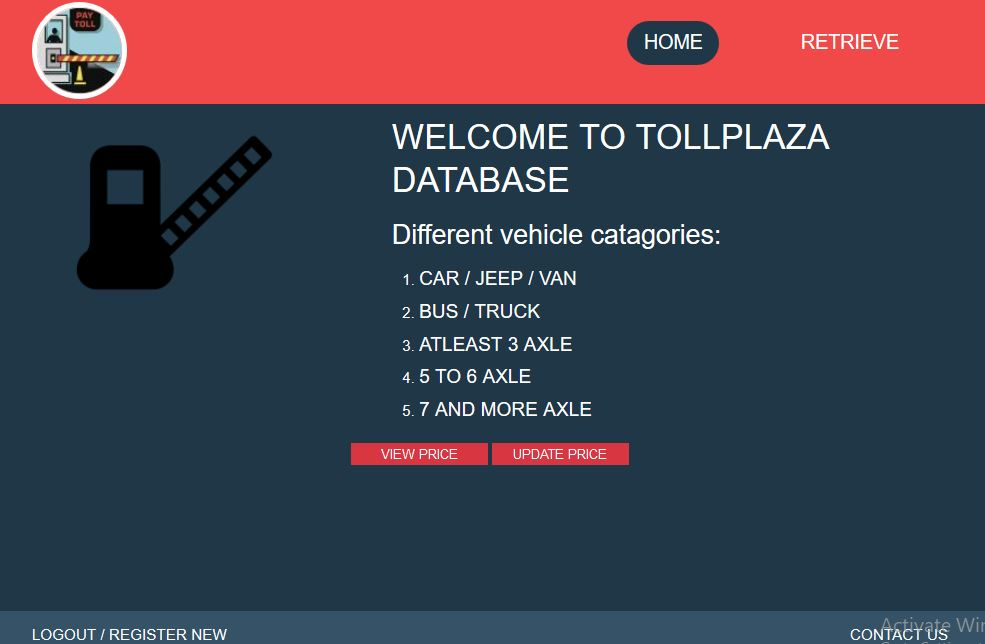 PAY
TOLL
HOME
RETRIEVE
WELCOME TO TOLLPLAZA
DATABASE
Different vehicle catagories:
1. CAR / JEEP / VAN
2. BUS / TRUCK
3. ATLEAST 3 AXLE
4. 5 TO 6 AXLE
5. 7 AND MORE AXLE
VIEW PRICE
UPDATE PRICE
Activate Win
LOGOUT / REGISTER NEW
CONTACT US